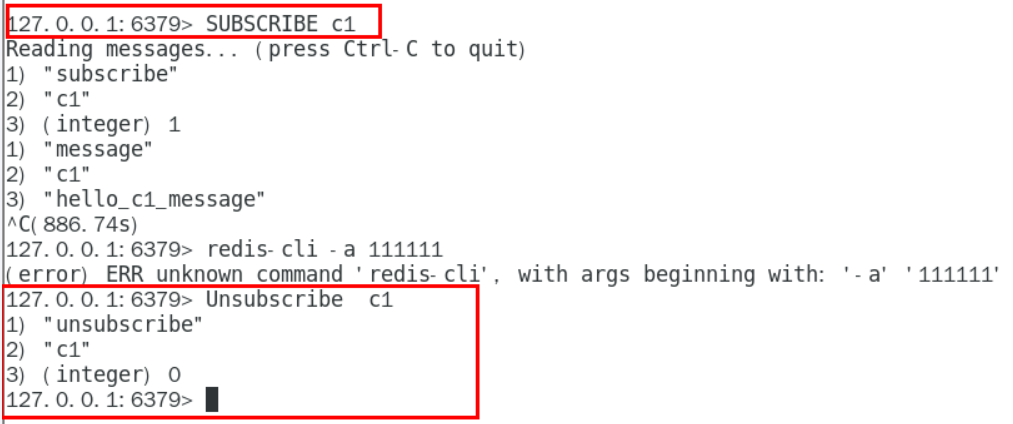 127.0.0.1:6379> SUBSCRIBE c1
Reading messages... (press Ctrl-C to quit)
1) "subscribe"
2) "c1"
3) (integer) 1
1) "message"
2) "c1"
3) "hello_c1_message"
^C(886.74s)
127.0.0.1:6379> redis-cli -a 111111
(error) ERR unknown command 'redis-cli', with args beginning with: '-a' '111111'
127.0.0.1:6379> Unsubscribe  c1
1) "unsubscribe"
2) "c1"
3) (integer) 0
127.0.0.1:6379>